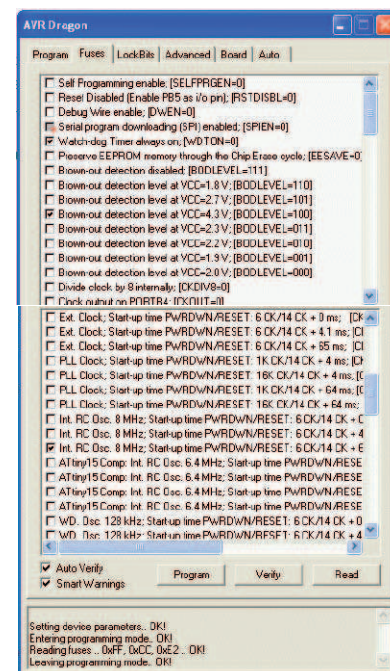 AVR Dragon
Program Fuses LockBits Advanced Board Auto
Self Programming enable; [SELFPRGEN=0]
Reset Disabled (Enable PB5 as i/o pin); [RSTDISBL=0]
Debug Wire enable; [DWEN=0]
Serial program downloading (SPI) enabled; [SPIEN=0]
Watch-dog Timer always on; [WDTON=0]
Preserve EEPROM memory through the Chip Erase cycle; [EESAVE=0]
Brown-out detection disabled; [BODLEVEL=111]
Brown-out detection level at VCC=1.8 V; [BODLEVEL=110]
Brown-out detection level at VCC=2.7 V; [BODLEVEL=101]
Brown-out detection level at VCC=4.3 V; [BODLEVEL=100]
Brown-out detection level at VCC=2.3 V; [BODLEVEL=011]
Brown-out detection level at VCC=2.2 V; [BODLEVEL=010]
Brown-out detection level at VCC=1.9 V; [BODLEVEL=001]
Brown-out detection level at VCC=2.0 V; [BODLEVEL=000]
Divide clock by 8 internally; [CKDIV8=0]
Clock output on PORTB4; [CKOUT=0]
Ext. Clock; Start-up time PWRDWN/RESET: 6 CK/14 CK + 0 ms; [CK
Ext. Clock; Start-up time PWRDWN/RESET: 6 CK/14 CK + 4.1 ms; [C
Ext. Clock; Start-up time PWRDWN/RESET: 6 CK/14 CK + 65 ms; [C
PLL Clock; Start-up time PWRDWN/RESET: 1K CK/14 CK + 4 ms; [C
PLL Clock; Start-up time PWRDWN/RESET: 16K CK/14 CK + 4 ms; [C
PLL Clock; Start-up time PWRDWN/RESET: 1K CK/14 CK + 64 ms; [
PLL Clock; Start-up time PWRDWN/RESET: 16K CK/14 CK + 64 ms;
Int. RC Osc. 8 MHz; Start-up time PWRDWN/RESET: 6 CK/14 CK + 0
Int. RC Osc. 8 MHz; Start-up time PWRDWN/RESET: 6 CK/14 CK + 4
Int. RC Osc. 8 MHz; Start-up time PWRDWN/RESET: 6 CK/14 CK + 6
ATtiny15 Comp: Int. RC Osc. 6.4 MHz; Start-up time PWRDWN/RESE
ATtiny15 Comp: Int. RC Osc. 6.4 MHz; Start-up time PWRDWN/RESE
ATtiny15 Comp: Int. RC Osc. 6.4 MHz; Start-up time PWRDWN/RESE
ATtiny15 Comp: Int. RC Osc. 6.4 MHz; Start-up time PWRDWN/RESE
WD. Osc. 128 kHz; Start-up time PWRDWN/RESET: 6 CK/14 CK + 0
WD. Osc. 128 kHz; Start-up time PWRDWN/RESET: 6 CK/14 CK + 4
Auto Verify
Smart Warnings
Program Verify Read
Setting device parameters.. OK!
Entering programming mode.. OK!
Reading fuses .. 0xFF, 0xCC, 0xE2 .. OK!
Leaving programming mode.. OK!